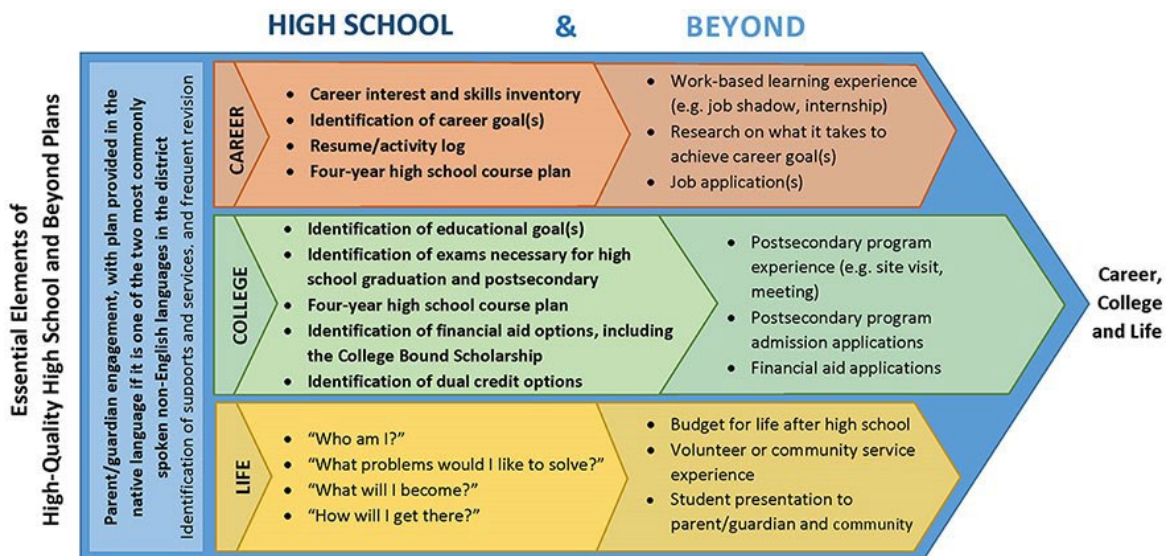 HIGH SCHOOL & BEYOND
Essential Elements of
High-Quality High School and Beyond Plans
Parent/guardian engagement, with plan provided in the
native language if it is one of the two most commonly
spoken non-English languages in the district
Identification of supports and services, and frequent revision
CAREER
• Career interest and skills inventory
• Identification of career goal(s)
• Resume/activity log
• Four-year high school course plan
• Work-based learning experience
(e.g. job shadow, internship)
• Research on what it takes to
achieve career goal(s)
• Job application(s)
COLLEGE
• Identification of educational goal(s)
• Identification of exams necessary for high
school graduation and postsecondary
• Four-year high school course plan
• Identification of financial aid options, including
the College Bound Scholarship
• Identification of dual credit options
• Postsecondary program
experience (e.g. site visit,
meeting)
• Postsecondary program
admission applications
• Financial aid applications
LIFE
• “Who am I?”
• “What problems would I like to solve?”
• “What will I become?”
• “How will I get there?”
• Budget for life after high school
• Volunteer or community service
experience
• Student presentation to
parent/guardian and community
Career,
College
and Life